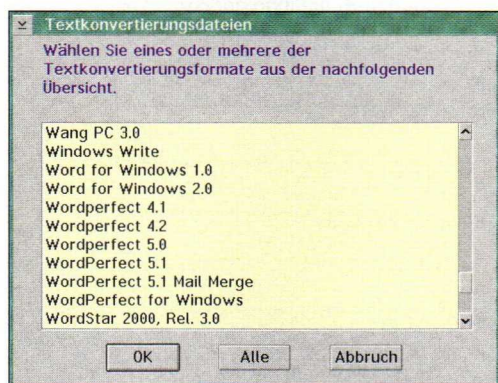 Textkonvertierungsdateien
Wählen Sie eines oder mehrere der
Textkonvertierungsformate aus der nachfolgenden
Übersicht.
Wang PC 3.0
Windows Write
Word for Windows 1.0
Word for Windows 2.0
Wordperfect 4.1
Wordperfect 4.2
Wordperfect 5.0
WordPerfect 5.1
WordPerfect 5.1 Mail Merge
WordPerfect for Windows
WordStar 2000, Rel. 3.0
OK Alle Abbruch